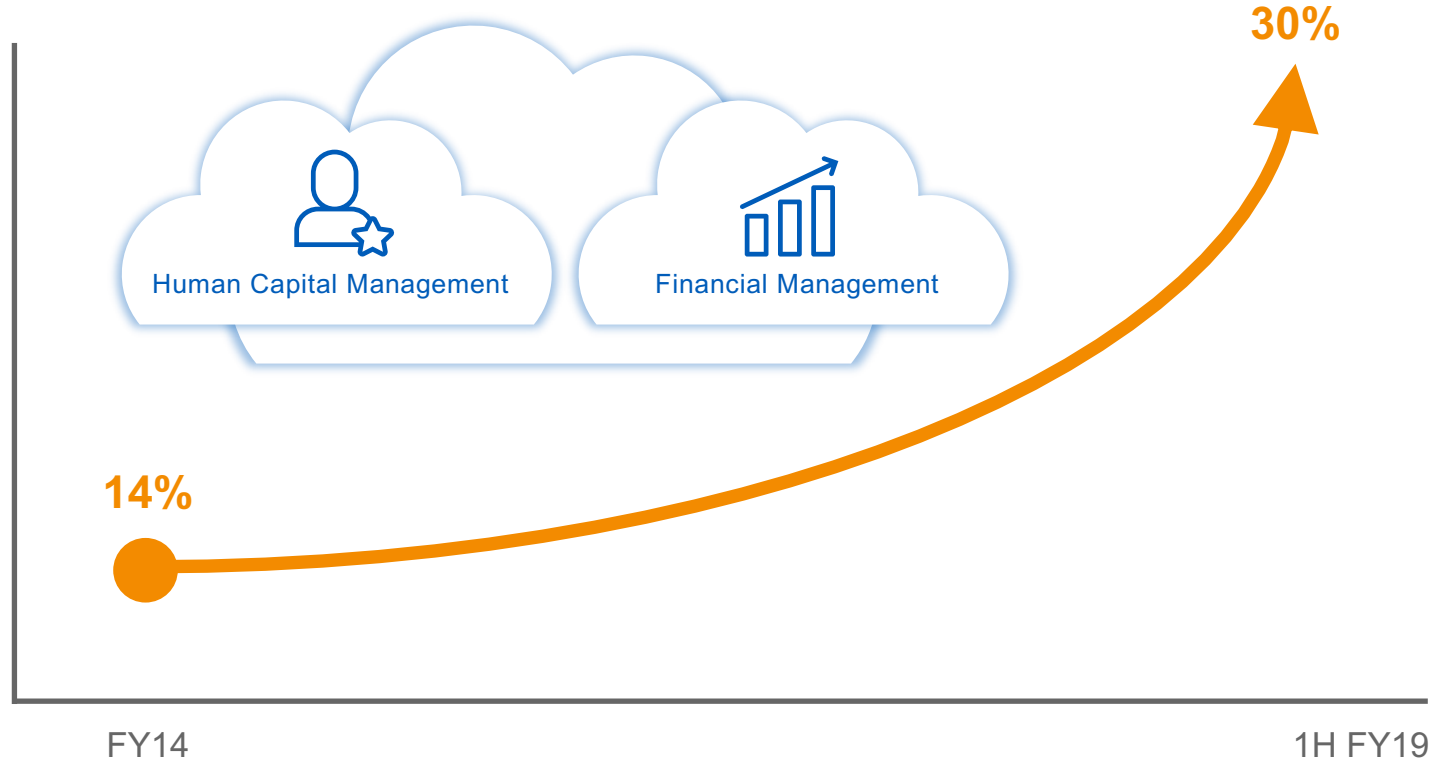 30%
Human Capital Management
Financial Management
14%
FY14
1H FY19